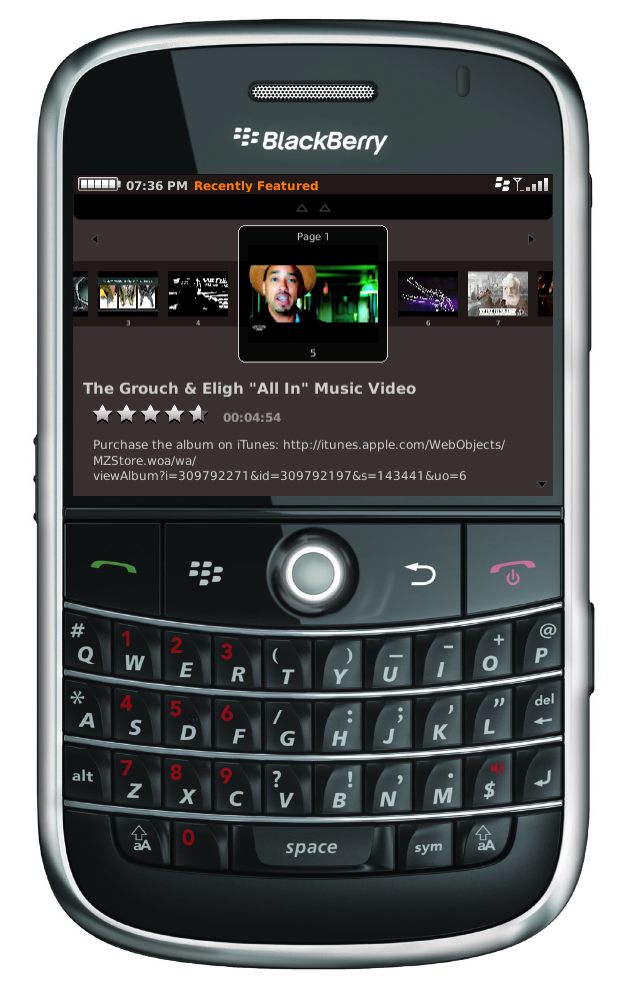 BlackBerry
07:36 PM Recently Featured
Page 1
3
4
5
6
7
The Grouch & Eligh "All In" Music Video
00:04:54
Purchase the album on iTunes: http://itunes.apple.com/WebObjects/
MZStore.woa/wa/
viewAlbum?i=309792271&id=309792197&s=143441&uo=6
# Q 1 W 2 E 3 R ( T ) Y _ U - I + O @ P
* A 4 S 5 D 6 F / G : H ; J ' K " L del
alt 7 Z 8 X 9 C ? V ! B , N . M $
aA 0 space sym aA